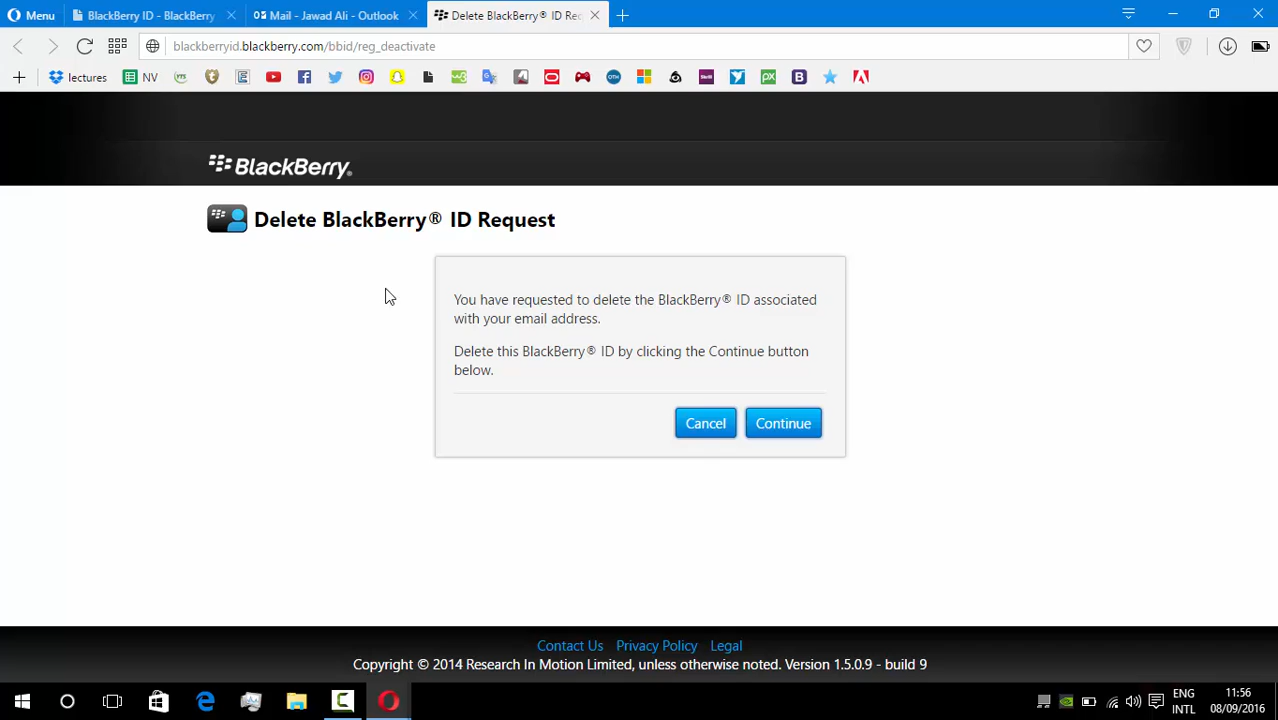 Menu
BlackBerry ID - BlackBerry
Mail - Jawad Ali - Outlook
Delete BlackBerry® ID Req
blackberryid.blackberry.com/bbid/reg_deactivate
lectures
NV
BlackBerry®
Delete BlackBerry® ID Request
You have requested to delete the BlackBerry® ID associated
with your email address.
Delete this BlackBerry® ID by clicking the Continue button
below.
Cancel
Continue
Contact Us
Privacy Policy
Legal
Copyright © 2014 Research In Motion Limited, unless otherwise noted. Version 1.5.0.9 - build 9
ENG
INTL
11:56
08/09/2016